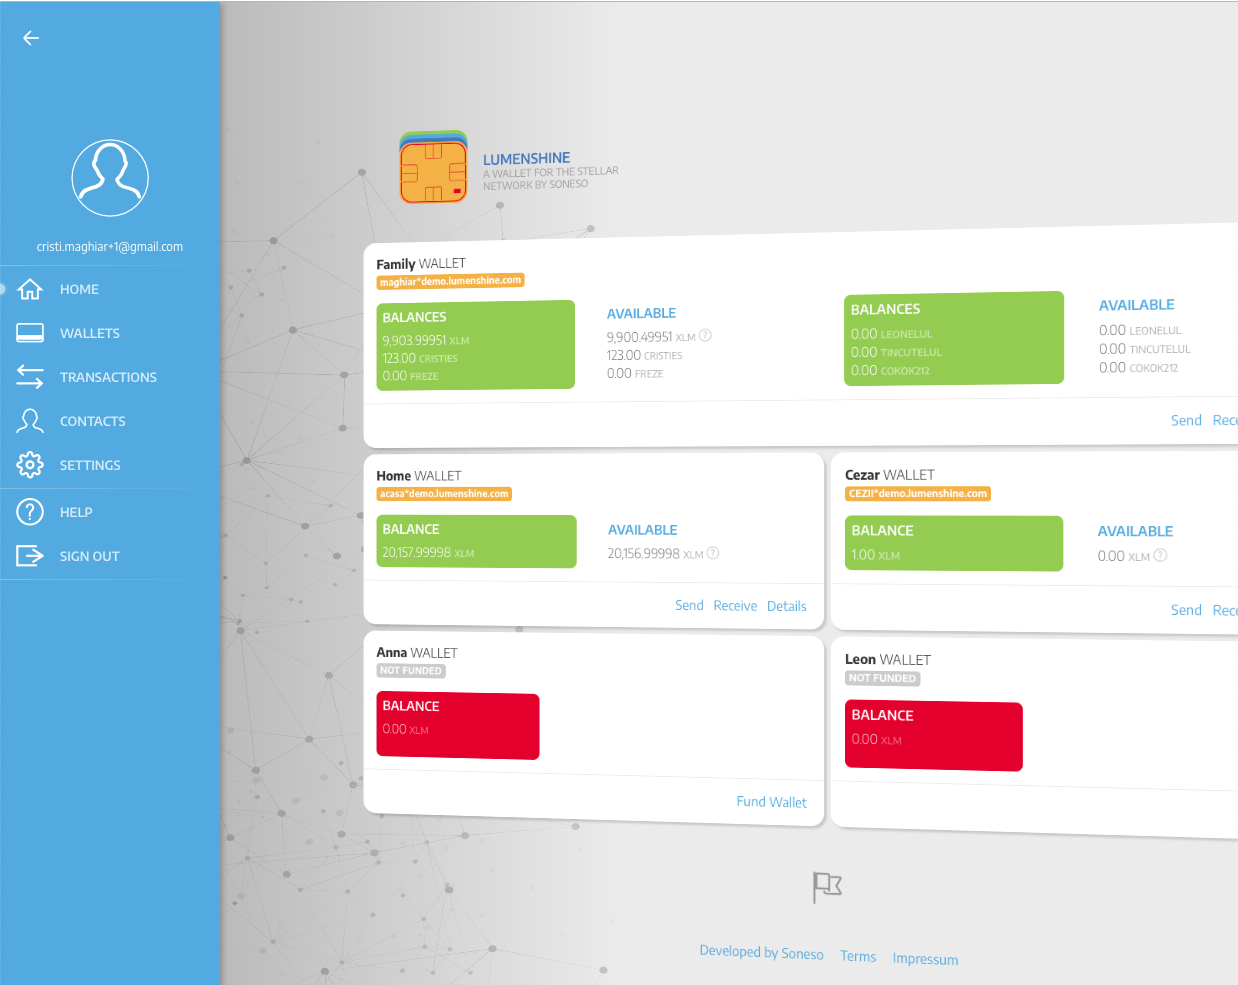 cristi.maghiar+1@gmail.com
HOME
WALLETS
TRANSACTIONS
CONTACTS
SETTINGS
HELP
SIGN OUT
LUMENSHINE
A WALLET FOR THE STELLAR
NETWORK BY SONESO
Family WALLET
maghiar*demo.lumenshine.com
BALANCES
9,903.99951 XLM
123.00 CRISTIES
0.00 FREZE
AVAILABLE
9,900.49951 XLM ?
123.00 CRISTIES
0.00 FREZE
BALANCES
0.00 LEONELUL
0.00 TINCUTELUL
0.00 COKOK212
AVAILABLE
0.00 LEONELUL
0.00 TINCUTELUL
0.00 COKOK212
Send Rece
Home WALLET
acasa*demo.lumenshine.com
BALANCE
20,157.99998 XLM
AVAILABLE
20,156.99998 XLM ?
Send Receive Details
Cezar WALLET
CEZII*demo.lumenshine.com
BALANCE
1.00 XLM
AVAILABLE
0.00 XLM ?
Send Rece
Anna WALLET
NOT FUNDED
BALANCE
0.00 XLM
Fund Wallet
Leon WALLET
NOT FUNDED
BALANCE
0.00 XLM
Developed by Soneso Terms Impressum